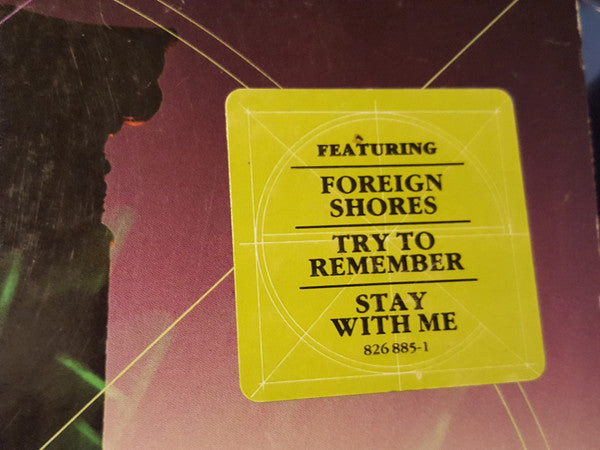 FEATURING
FOREIGN
SHORES
TRY TO
REMEMBER
STAY
WITH ME
826 885-1